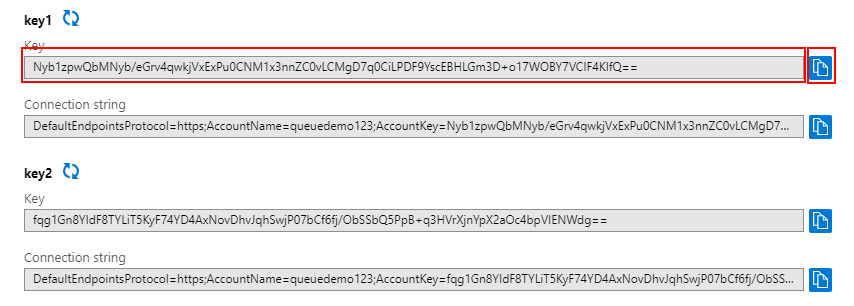 key1
Key
Nyb1zpwQbMNyb/eGrv4qwkjVxExPu0CNM1x3nnZC0vLCMgD7q0CiLPDF9YscEBHLGm3D+o17WOBY7VCIF4KIfQ==
Connection string
DefaultEndpointsProtocol=https;AccountName=queuedemo123;AccountKey=Nyb1zpwQbMNyb/eGrv4qwkjVxExPu0CNM1x3nnZC0vLCMgD7...
key2
Key
fqg1Gn8YIdF8TYLiT5KyF74YD4AxNovDhvJqhSwjP07bCf6fj/ObSSbQ5PpB+q3HVrXjnYpX2aOc4bpVIENWdg==
Connection string
DefaultEndpointsProtocol=https;AccountName=queuedemo123;AccountKey=fqg1Gn8YIdF8TYLiT5KyF74YD4AxNovDhvJqhSwjP07bCf6fj/ObSS...